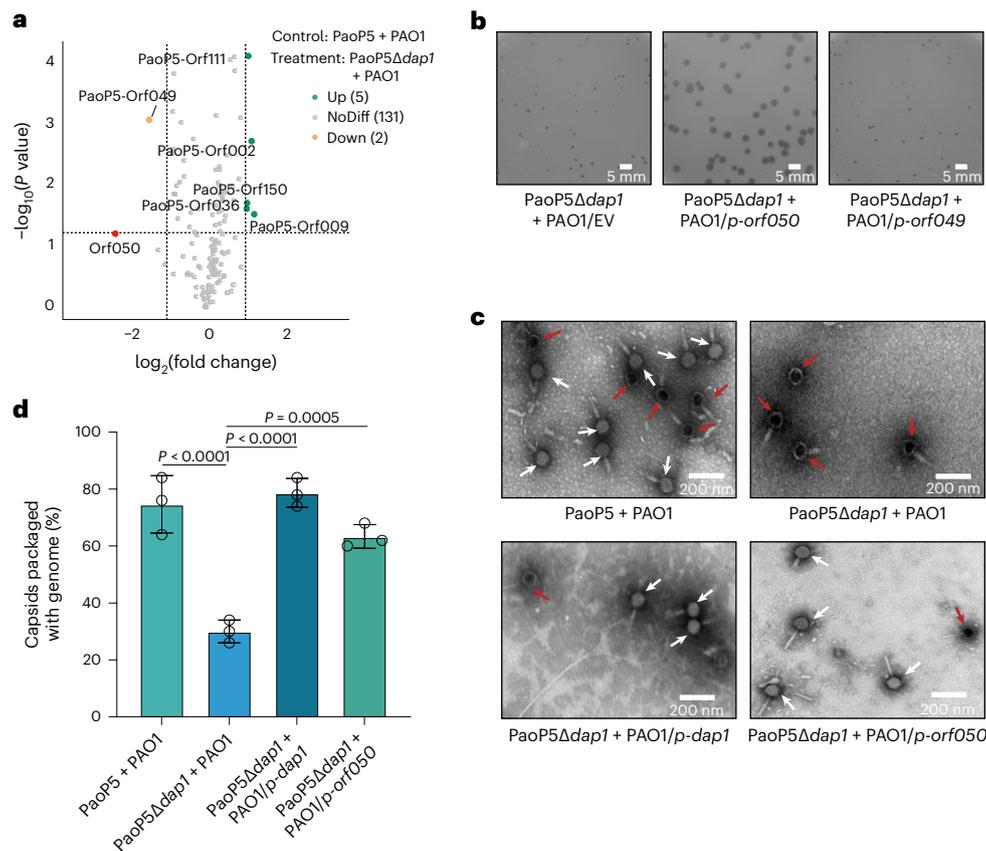 a
Control: PaoP5 + PAO1
Treatment: PaoP5Δdap1
+ PAO1
Up (5)
NoDiff (131)
Down (2)
PaoP5-Orf111
PaoP5-Orf049
PaoP5-Orf002
PaoP5-Orf150
PaoP5-Orf036
PaoP5-Orf009
Orf050
4
3
2
1
0
−log10(P value)
−2
0
2
log2(fold change)
b
5 mm
5 mm
5 mm
PaoP5Δdap1
+ PAO1/EV
PaoP5Δdap1 +
PAO1/p-orf050
PaoP5Δdap1 +
PAO1/p-orf049
c
200 nm
200 nm
PaoP5 + PAO1
PaoP5Δdap1 + PAO1
200 nm
200 nm
PaoP5Δdap1 + PAO1/p-dap1
PaoP5Δdap1 + PAO1/p-orf050
d
P = 0.0005
P < 0.0001
P < 0.0001
100
80
60
40
20
0
Capsids packaged
with genome (%)
PaoP5 + PAO1
PaoP5Δdap1 + PAO1
PaoP5Δdap1 +
PAO1/p-dap1
PaoP5Δdap1 +
PAO1/p-orf050